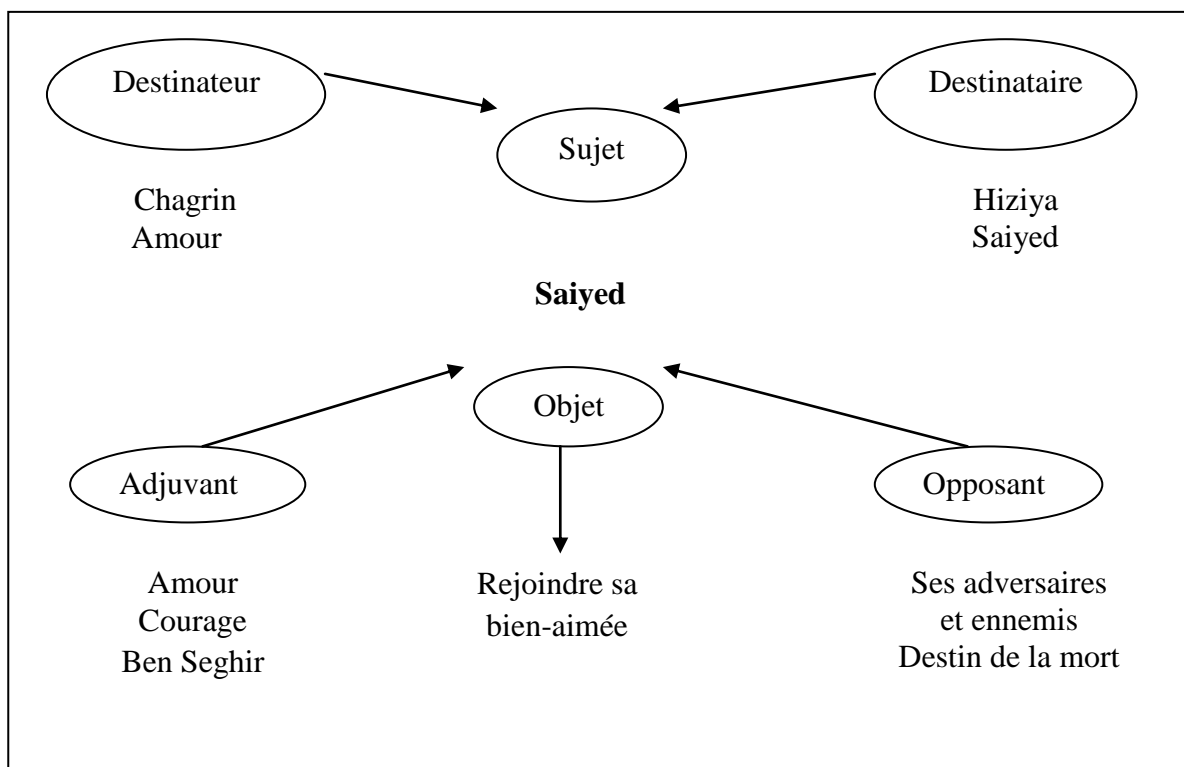 Destinateur
Destinataire
Sujet
Chagrin
Amour
Hiziya
Saiyed
Saiyed
Objet
Adjuvant
Opposant
Amour
Courage
Ben Seghir
Rejoindre sa
bien-aimée
Ses adversaires
et ennemis
Destin de la mort